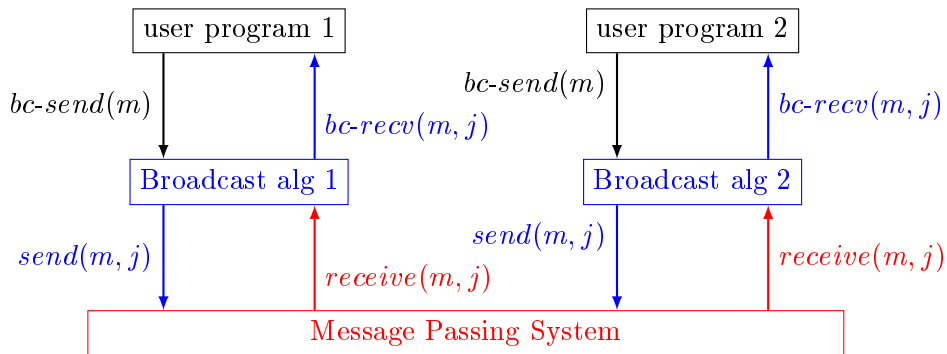 user program 1
user program 2
bc-send(m)
bc-recv(m, j)
bc-send(m)
bc-recv(m, j)
Broadcast alg 1
Broadcast alg 2
send(m, j)
receive(m, j)
send(m, j)
receive(m, j)
Message Passing System